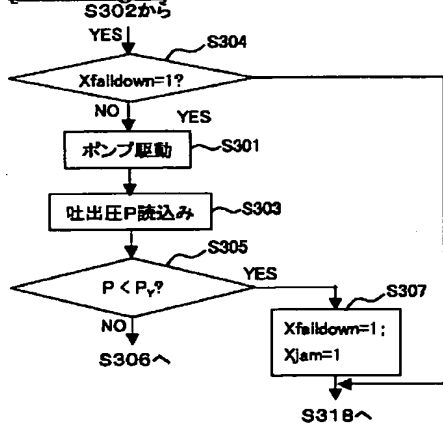 S302から
YES
S304
Xfaildown=1?
NO
YES
ポンプ駆動
S301
吐出圧P読込み
S303
S305
P < PY?
YES
S307
NO
Xfaildown=1 ;
Xjam=1
S306へ
S318へ